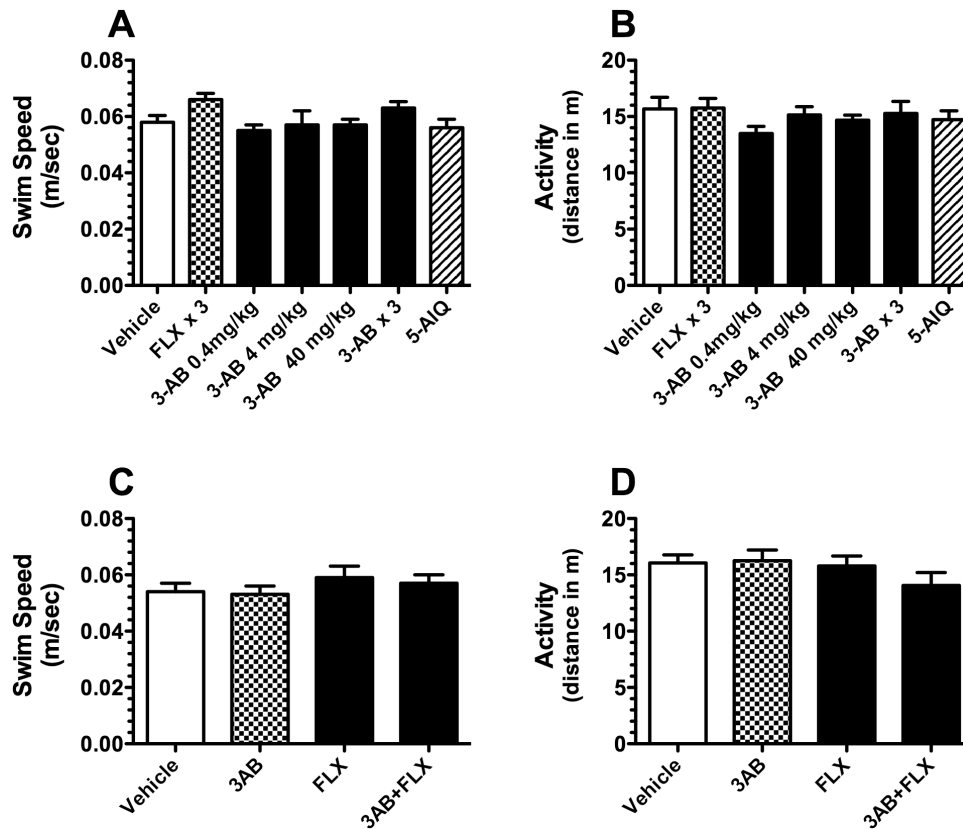 A
Swim Speed
(m/sec)
0.08
0.06
0.04
0.02
0.00
Vehicle
FLX x 3
3-AB 0.4mg/kg
3-AB 4 mg/kg
3-AB 40 mg/kg
3-AB x 3
5-AIQ
B
Activity
(distance in m)
20
15
10
5
0
Vehicle
FLX x 3
3-AB 0.4mg/kg
3-AB 4 mg/kg
3-AB 40 mg/kg
3-AB x 3
5-AIQ
C
Swim Speed
(m/sec)
0.08
0.06
0.04
0.02
0.00
Vehicle
3AB
FLX
3AB+FLX
D
Activity
(distance in m)
20
15
10
5
0
Vehicle
3AB
FLX
3AB+FLX